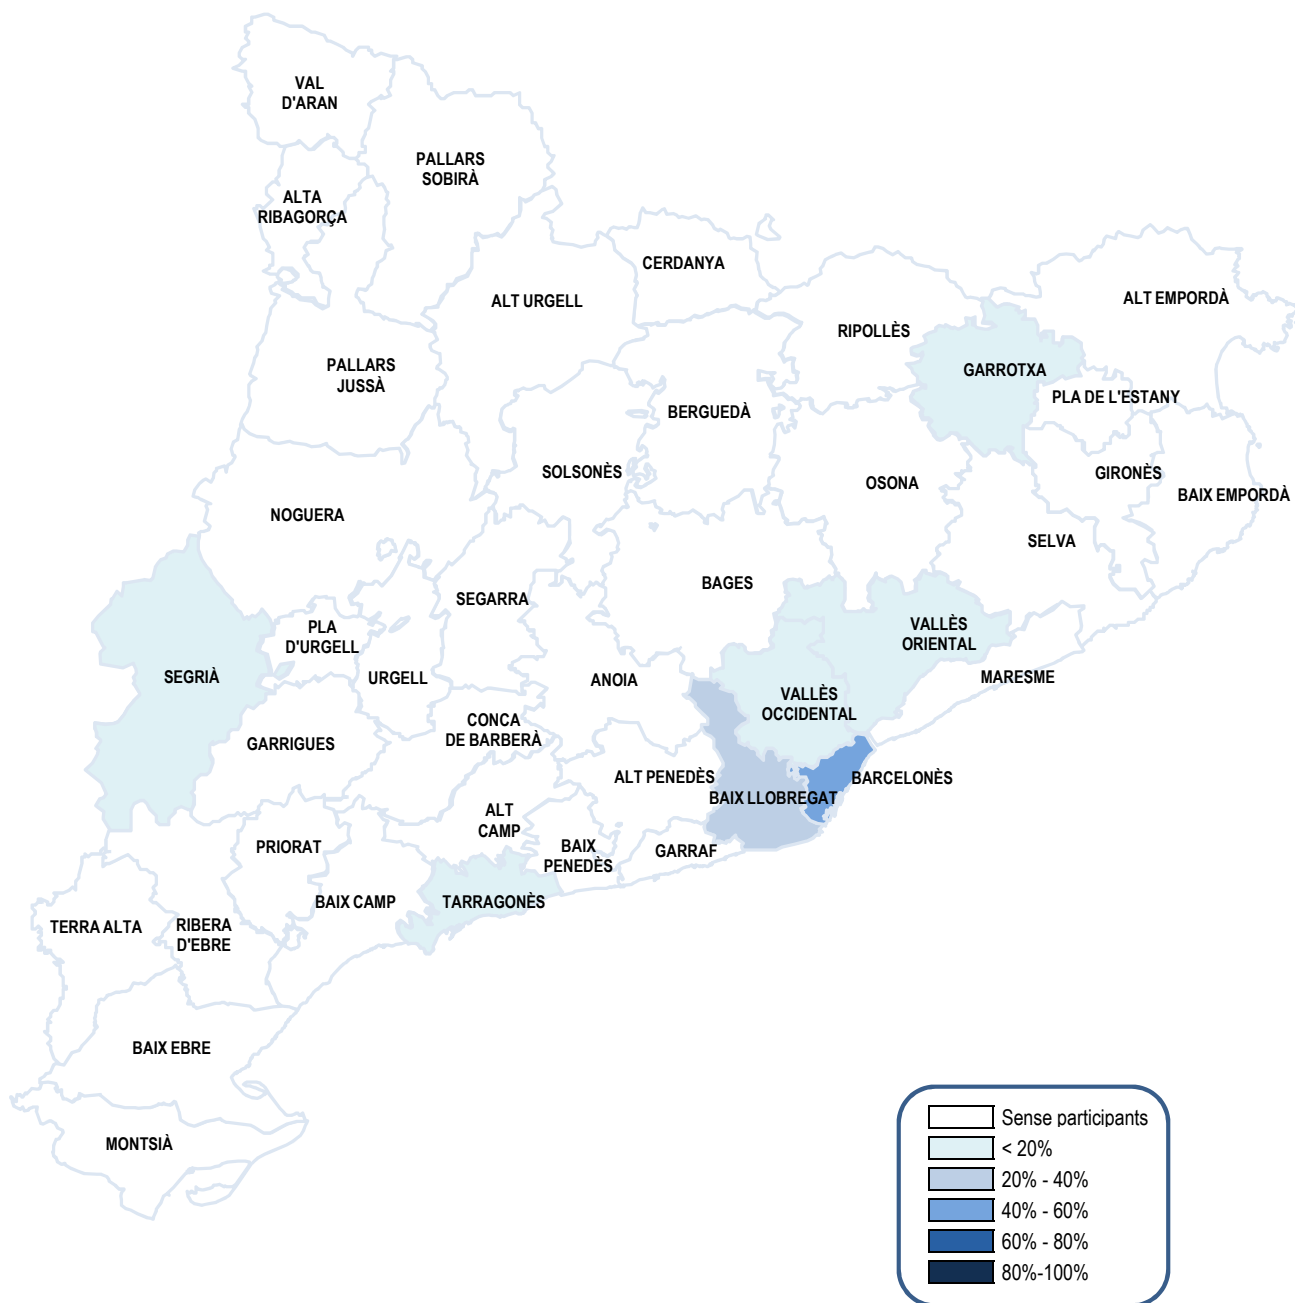 VAL
D'ARAN
PALLARS
SOBIRÀ
ALTA
RIBAGORÇA
CERDANYA
ALT URGELL
ALT EMPORDÀ
RIPOLLÈS
PALLARS
JUSSÀ
GARROTXA
PLA DE L'ESTANY
BERGUEDÀ
SOLSONÈS
OSONA
GIRONÈS
BAIX EMPORDÀ
NOGUERA
SELVA
BAGES
SEGARRA
VALLÈS
ORIENTAL
PLA
D'URGELL
SEGRIÀ
URGELL
ANOIA
MARESME
VALLÈS
OCCIDENTAL
CONCA
DE BARBERÀ
GARRIGUES
ALT PENEDÈS
BARCELONÈS
BAIX LLOBREGAT
ALT
CAMP
PRIORAT
BAIX
PENEDÈS
GARRAF
BAIX CAMP
TARRAGONÈS
TERRA ALTA
RIBERA
D'EBRE
BAIX EBRE
MONTSIÀ
Sense participants
< 20%
20% - 40%
40% - 60%
60% - 80%
80%-100%